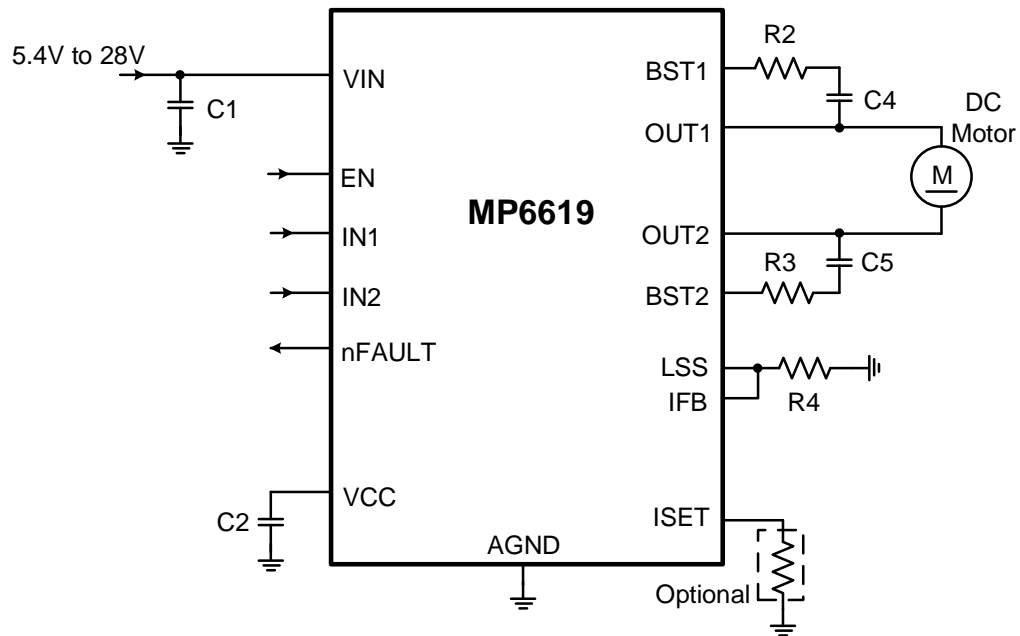 5.4V to 28V
C1
VIN
EN
IN1
IN2
nFAULT
C2
VCC
MP6619
AGND
BST1
R2
C4
OUT1
DC
Motor
M
OUT2
R3
C5
BST2
LSS
IFB
R4
ISET
Optional